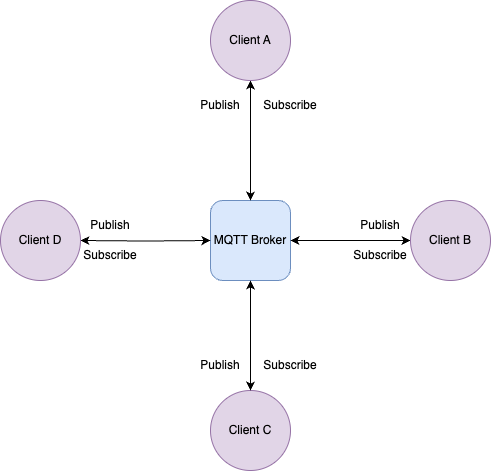 Client A
Publish Subscribe
Publish
Publish
Client D
MQTT Broker
Client B
Subscribe
Subscribe
Publish Subscribe
Client C